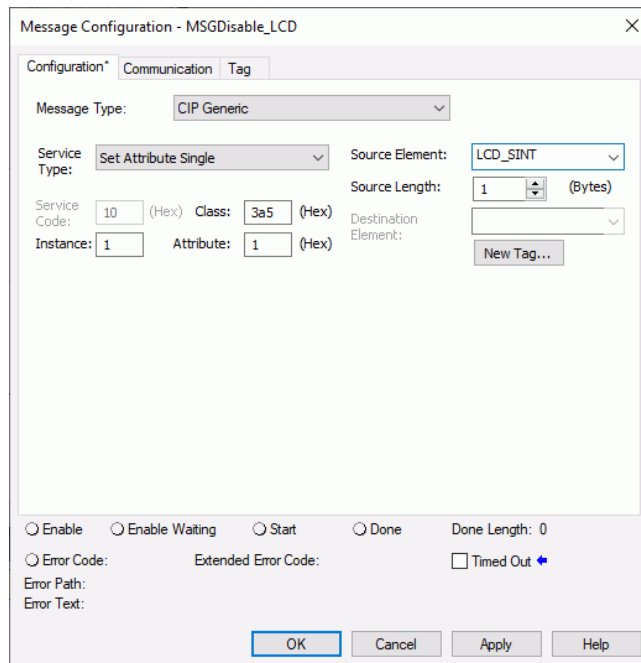 Message Configuration - MSGDisable_LCD
Configuration* Communication Tag
Message Type: CIP Generic
Service Type: Set Attribute Single
Source Element: LCD_SINT
Source Length: 1 (Bytes)
Service Code: 10 (Hex) Class: 3a5 (Hex)
Destination Element:
Instance: 1 Attribute: 1 (Hex)
New Tag...
Enable Enable Waiting Start Done Done Length: 0
Error Code: Extended Error Code: Timed Out
Error Path:
Error Text:
OK Cancel Apply Help